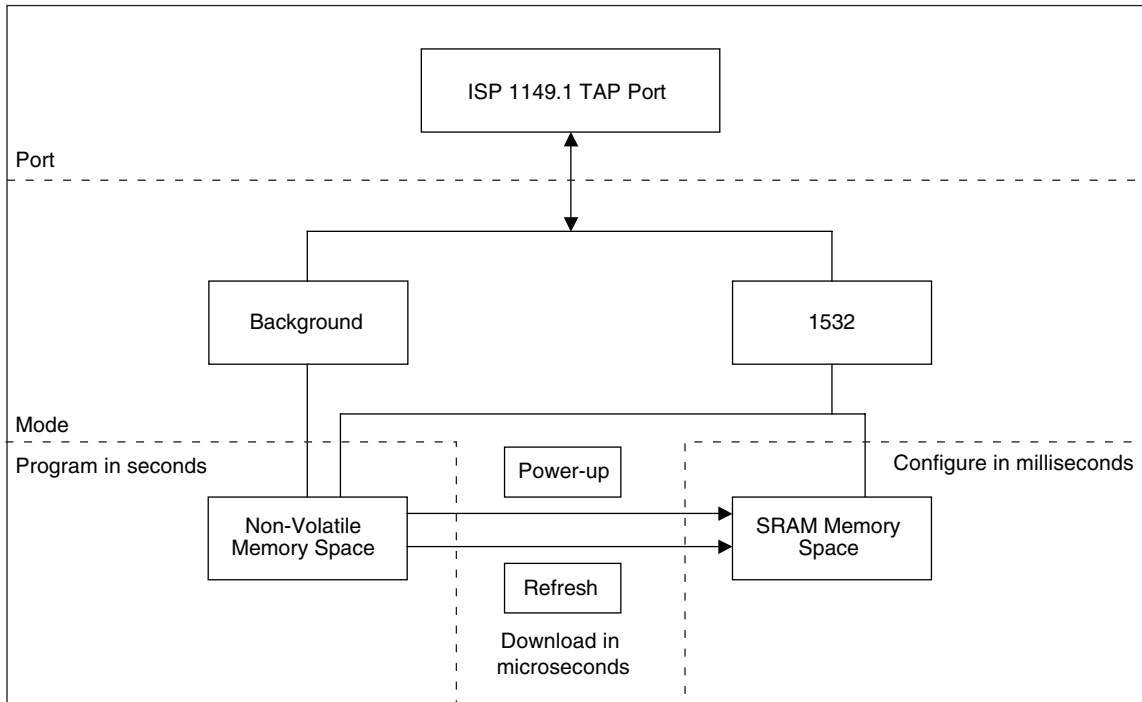 ISP 1149.1 TAP Port
Port
Background
1532
Mode
Program in seconds
Power-up
Configure in milliseconds
Non-Volatile
Memory Space
SRAM Memory
Space
Refresh
Download in
microseconds